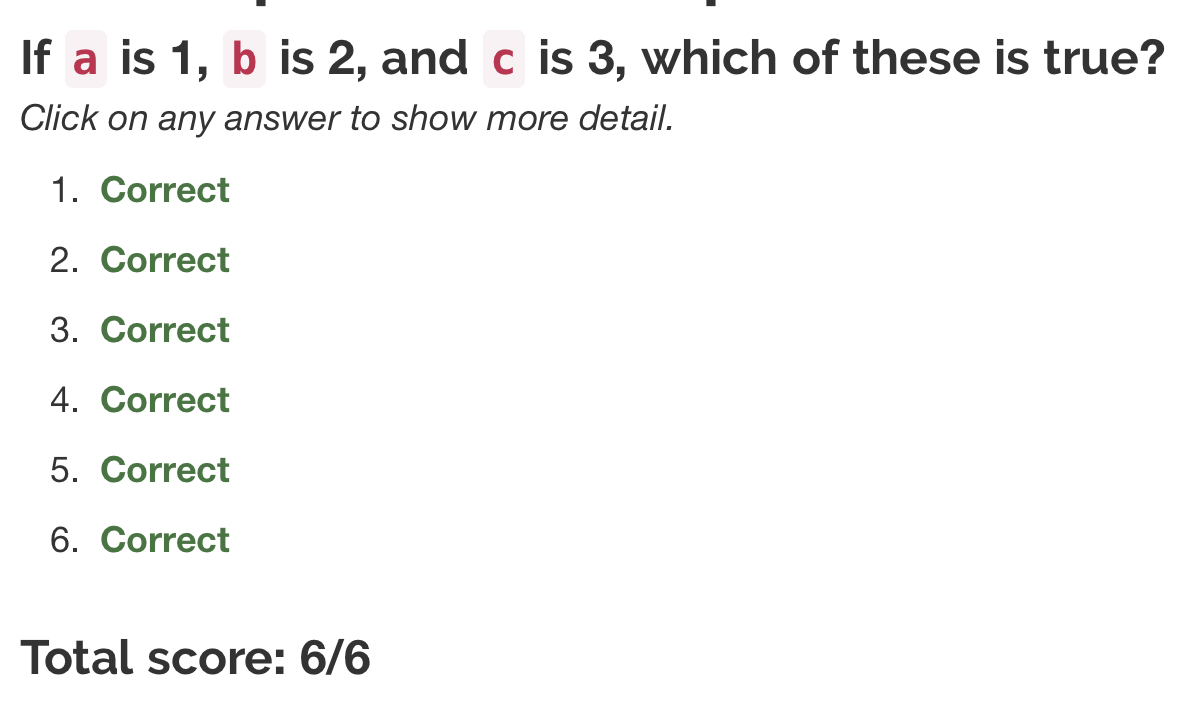 If a is 1, b is 2, and c is 3, which of these is true?
Click on any answer to show more detail.
1. Correct
2. Correct
3. Correct
4. Correct
5. Correct
6. Correct
Total score: 6/6